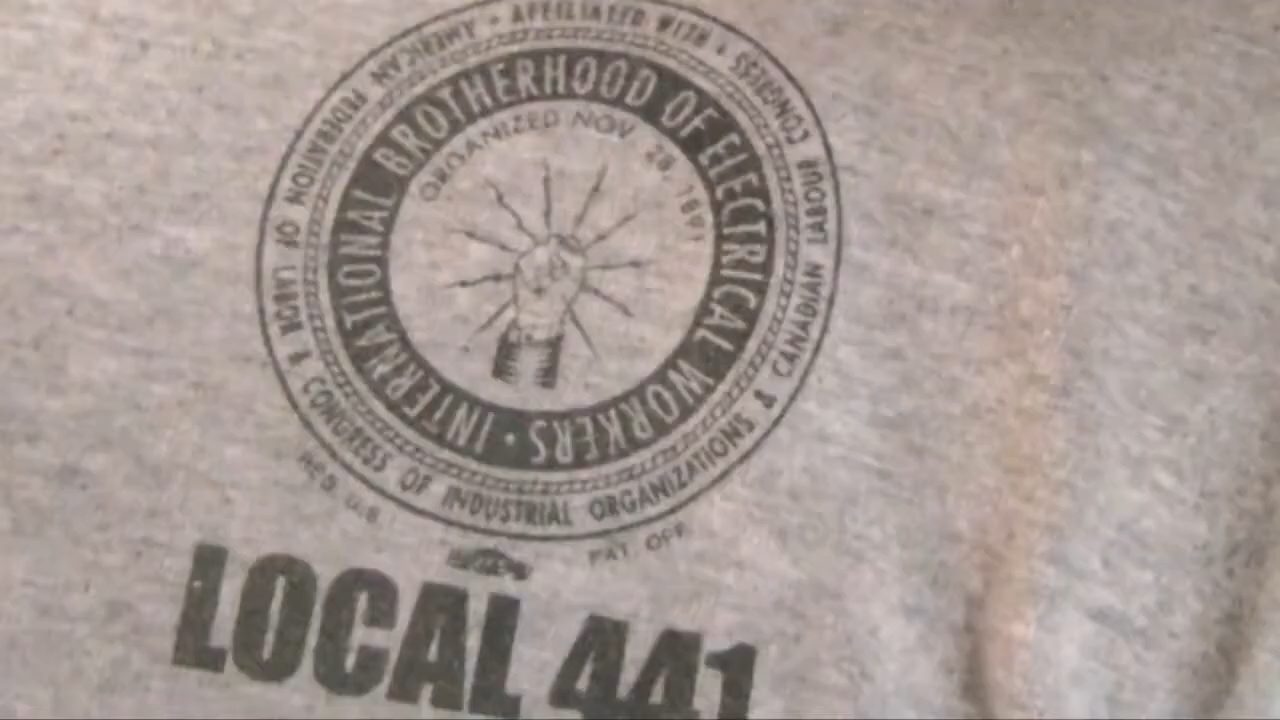 AFFILIATED WITH • AMERICAN FEDERATION OF LABOR & CONGRESS OF INDUSTRIAL ORGANIZATIONS & CANADIAN LABOUR CONGRESS •
INTERNATIONAL BROTHERHOOD OF ELECTRICAL WORKERS •
ORGANIZED NOV. 28, 1891
REG. U.S. PAT. OFF.
LOCAL 441